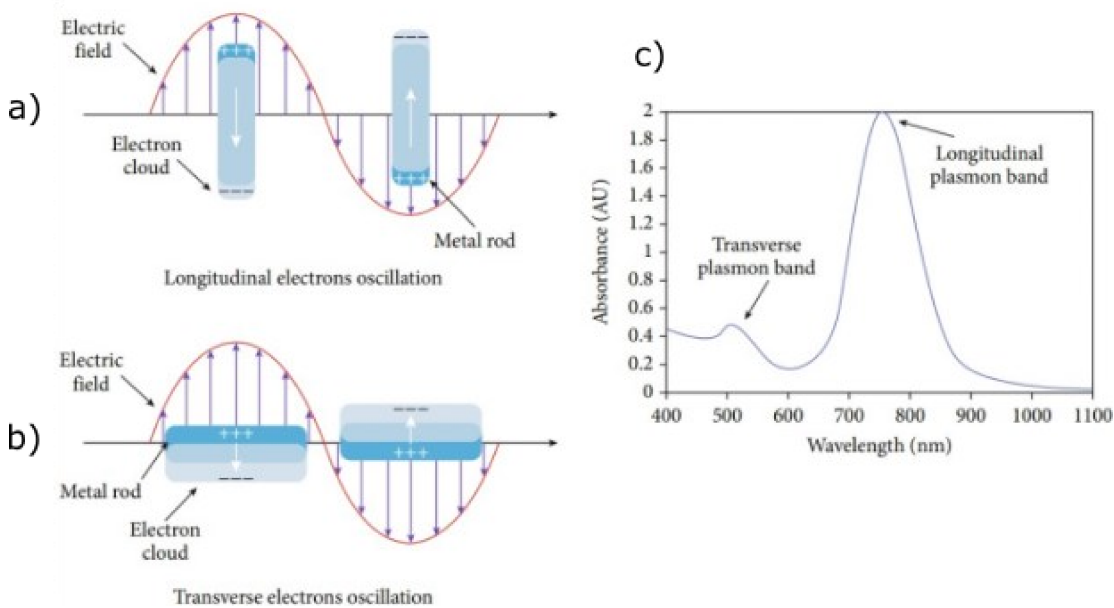 a)
Electric
field
+++
−−−
Electron
cloud
−−−
+++
Metal rod
Longitudinal electrons oscillation
b)
Electric
field
+++
−−−
Metal rod
Electron
cloud
−−−
+++
Transverse electrons oscillation
c)
Absorbance (AU)
2
1.8
1.6
1.4
1.2
1
0.8
0.6
0.4
0.2
0
Longitudinal
plasmon band
Transverse
plasmon band
400 500 600 700 800 900 1000 1100
Wavelength (nm)